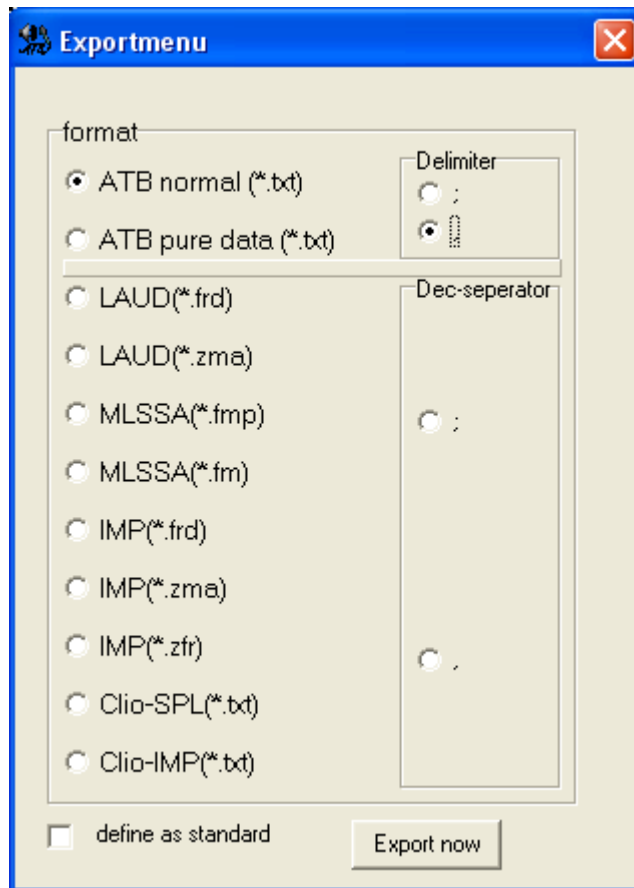 Exportmenu
format
ATB normal (*.txt)
ATB pure data (*.txt)
Delimiter
;
LAUD(*.frd)
LAUD(*.zma)
MLSSA(*.fmp)
MLSSA(*.fm)
IMP(*.frd)
IMP(*.zma)
IMP(*.zfr)
Clio-SPL(*.txt)
Clio-IMP(*.txt)
Dec-seperator
;
,
define as standard
Export now